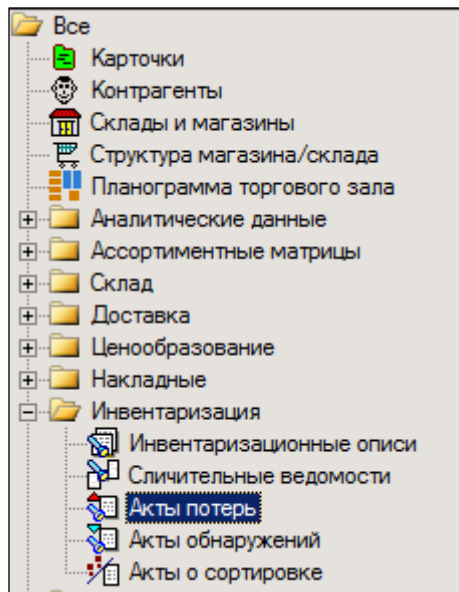 Все
Карточки
Контрагенты
Склады и магазины
Структура магазина/склада
Планограмма торгового зала
Аналитические данные
Ассортиментные матрицы
Склад
Доставка
Ценообразование
Накладные
Инвентаризация
Инвентаризационные описи
Сличительные ведомости
Акты потерь
Акты обнаружений
Акты о сортировке